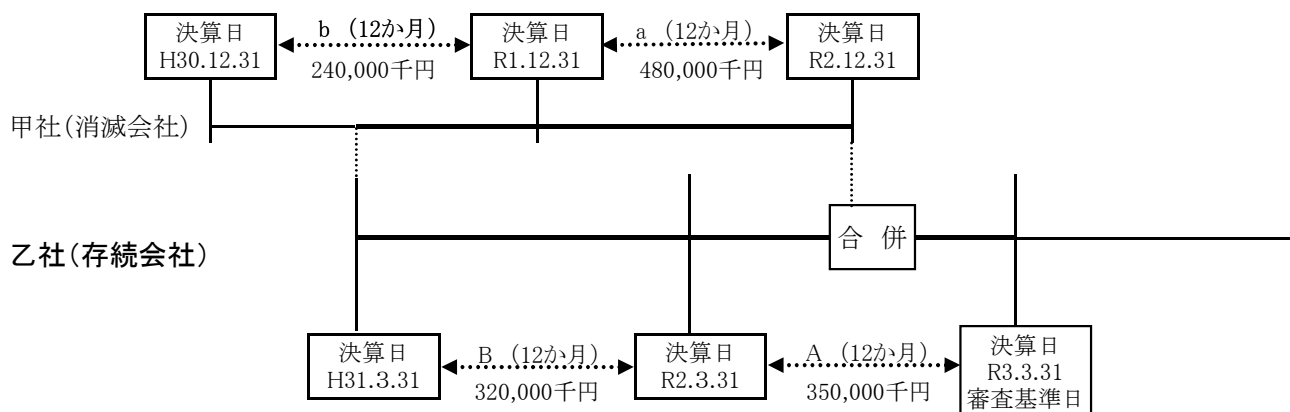 決算日
H30.12.31
b (12か月)
240,000千円
決算日
R1.12.31
a (12か月)
480,000千円
決算日
R2.12.31
甲社(消滅会社)
乙社(存続会社)
合 併
決算日
H31.3.31
B (12か月)
320,000千円
決算日
R2.3.31
A (12か月)
350,000千円
決算日
R3.3.31
審査基準日